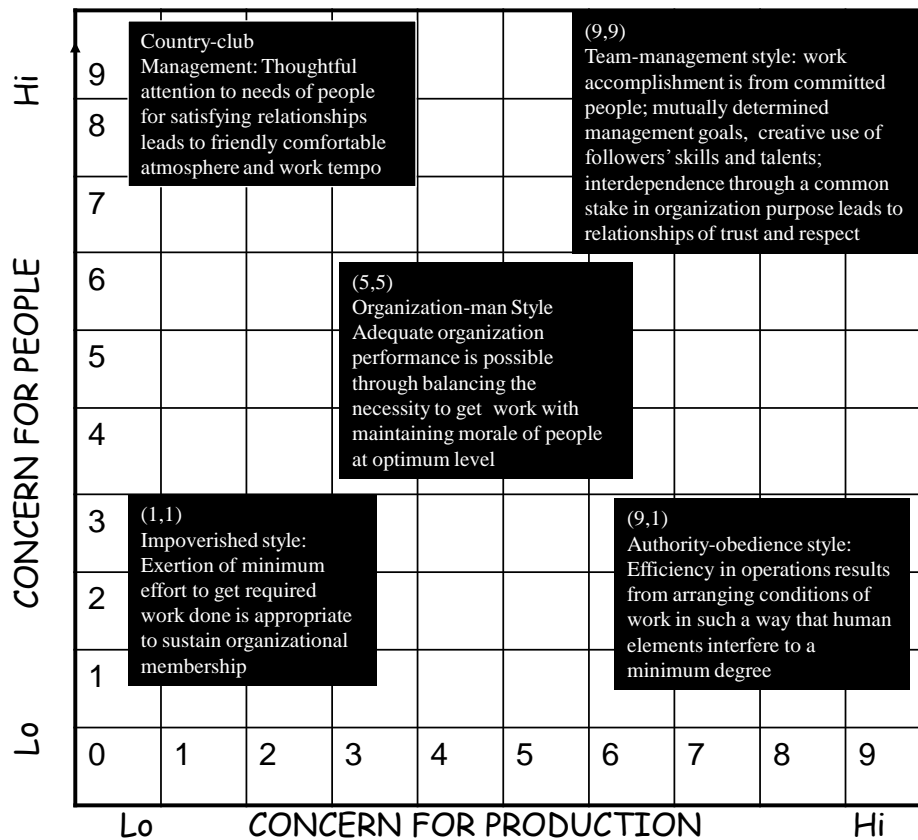 Country-club
Management: Thoughtful
attention to needs of people
for satisfying relationships
leads to friendly comfortable
atmosphere and work tempo
(9,9)
Team-management style: work
accomplishment is from committed
people; mutually determined
management goals, creative use of
followers' skills and talents;
interdependence through a common
stake in organization purpose leads to
relationships of trust and respect
(5,5)
Organization-man Style
Adequate organization
performance is possible
through balancing the
necessity to get work with
maintaining morale of people
at optimum level
(1,1)
Impoverished style:
Exertion of minimum
effort to get required
work done is appropriate
to sustain organizational
membership
(9,1)
Authority-obedience style:
Efficiency in operations results
from arranging conditions of
work in such a way that human
elements interfere to a
minimum degree
Hi
CONCERN FOR PEOPLE
Lo
9
8
7
6
5
4
3
2
1
0 1 2 3 4 5 6 7 8 9
Lo CONCERN FOR PRODUCTION Hi